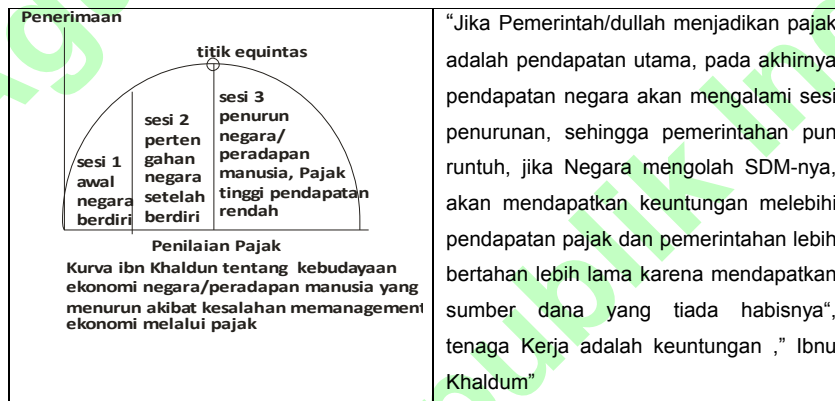 Penerimaan
titik equintas
sesi 1
awal
negara
berdiri
sesi 2
perten
gahan
negara
setelah
berdiri
sesi 3
penurun
negara/
peradapan
manusia, Pajak
tinggi pendapatan
rendah
Penilaian Pajak
Kurva ibn Khaldun tentang kebudayaan
ekonomi negara/peradapan manusia yang
menurun akibat kesalahan memanagement
ekonomi melalui pajak
“Jika Pemerintah/dullah menjadikan pajak
adalah pendapatan utama, pada akhirnya
pendapatan negara akan mengalami sesi
penurunan, sehingga pemerintahan pun
runtuh, jika Negara mengolah SDM-nya,
akan mendapatkan keuntungan melebihi
pendapatan pajak dan pemerintahan lebih
bertahan lebih lama karena mendapatkan
sumber dana yang tiada habisnya“,
tenaga Kerja adalah keuntungan ,” Ibnu
Khaldum”